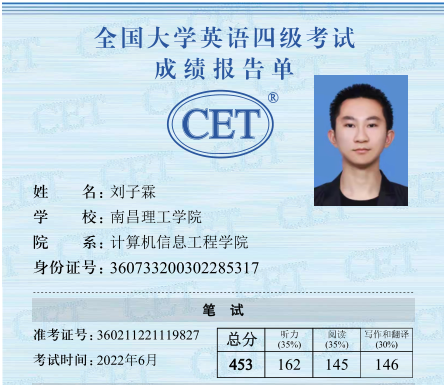 全国大学英语四级考试
成绩报告单
CET®
姓 名：刘子霖
学 校：南昌理工学院
院 系：计算机信息工程学院
身份证号：360733200302285317
笔 试
准考证号：360211221119827
考试时间：2022年6月
总分 听力(35%) 阅读(35%) 写作和翻译(30%)
453 162 145 146